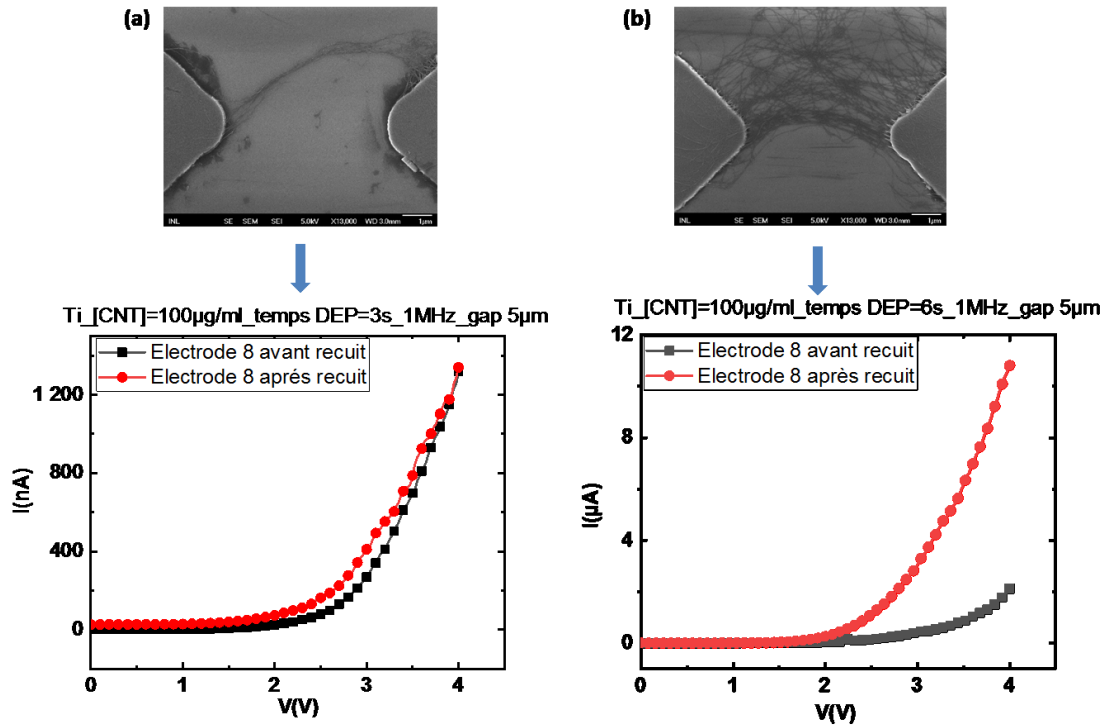 (a)
(b)
INL SE SEM SEI 5.0kV X13,000 WD 3.0mm 1µm
INL SE SEM SEI 5.0kV X13,000 WD 3.0mm 1µm
Ti_[CNT]=100µg/ml_temps DEP=3s_1MHz_gap 5µm
Electrode 8 avant recuit
Electrode 8 aprés recuit
1 200
800
400
0
I(nA)
0 1 2 3 4
V(V)
Ti_[CNT]=100µg/ml_temps DEP=6s_1MHz_gap 5µm
Electrode 8 avant recuit
Electrode 8 après recuit
12
8
4
0
I(µA)
0 1 2 3 4
V(V)